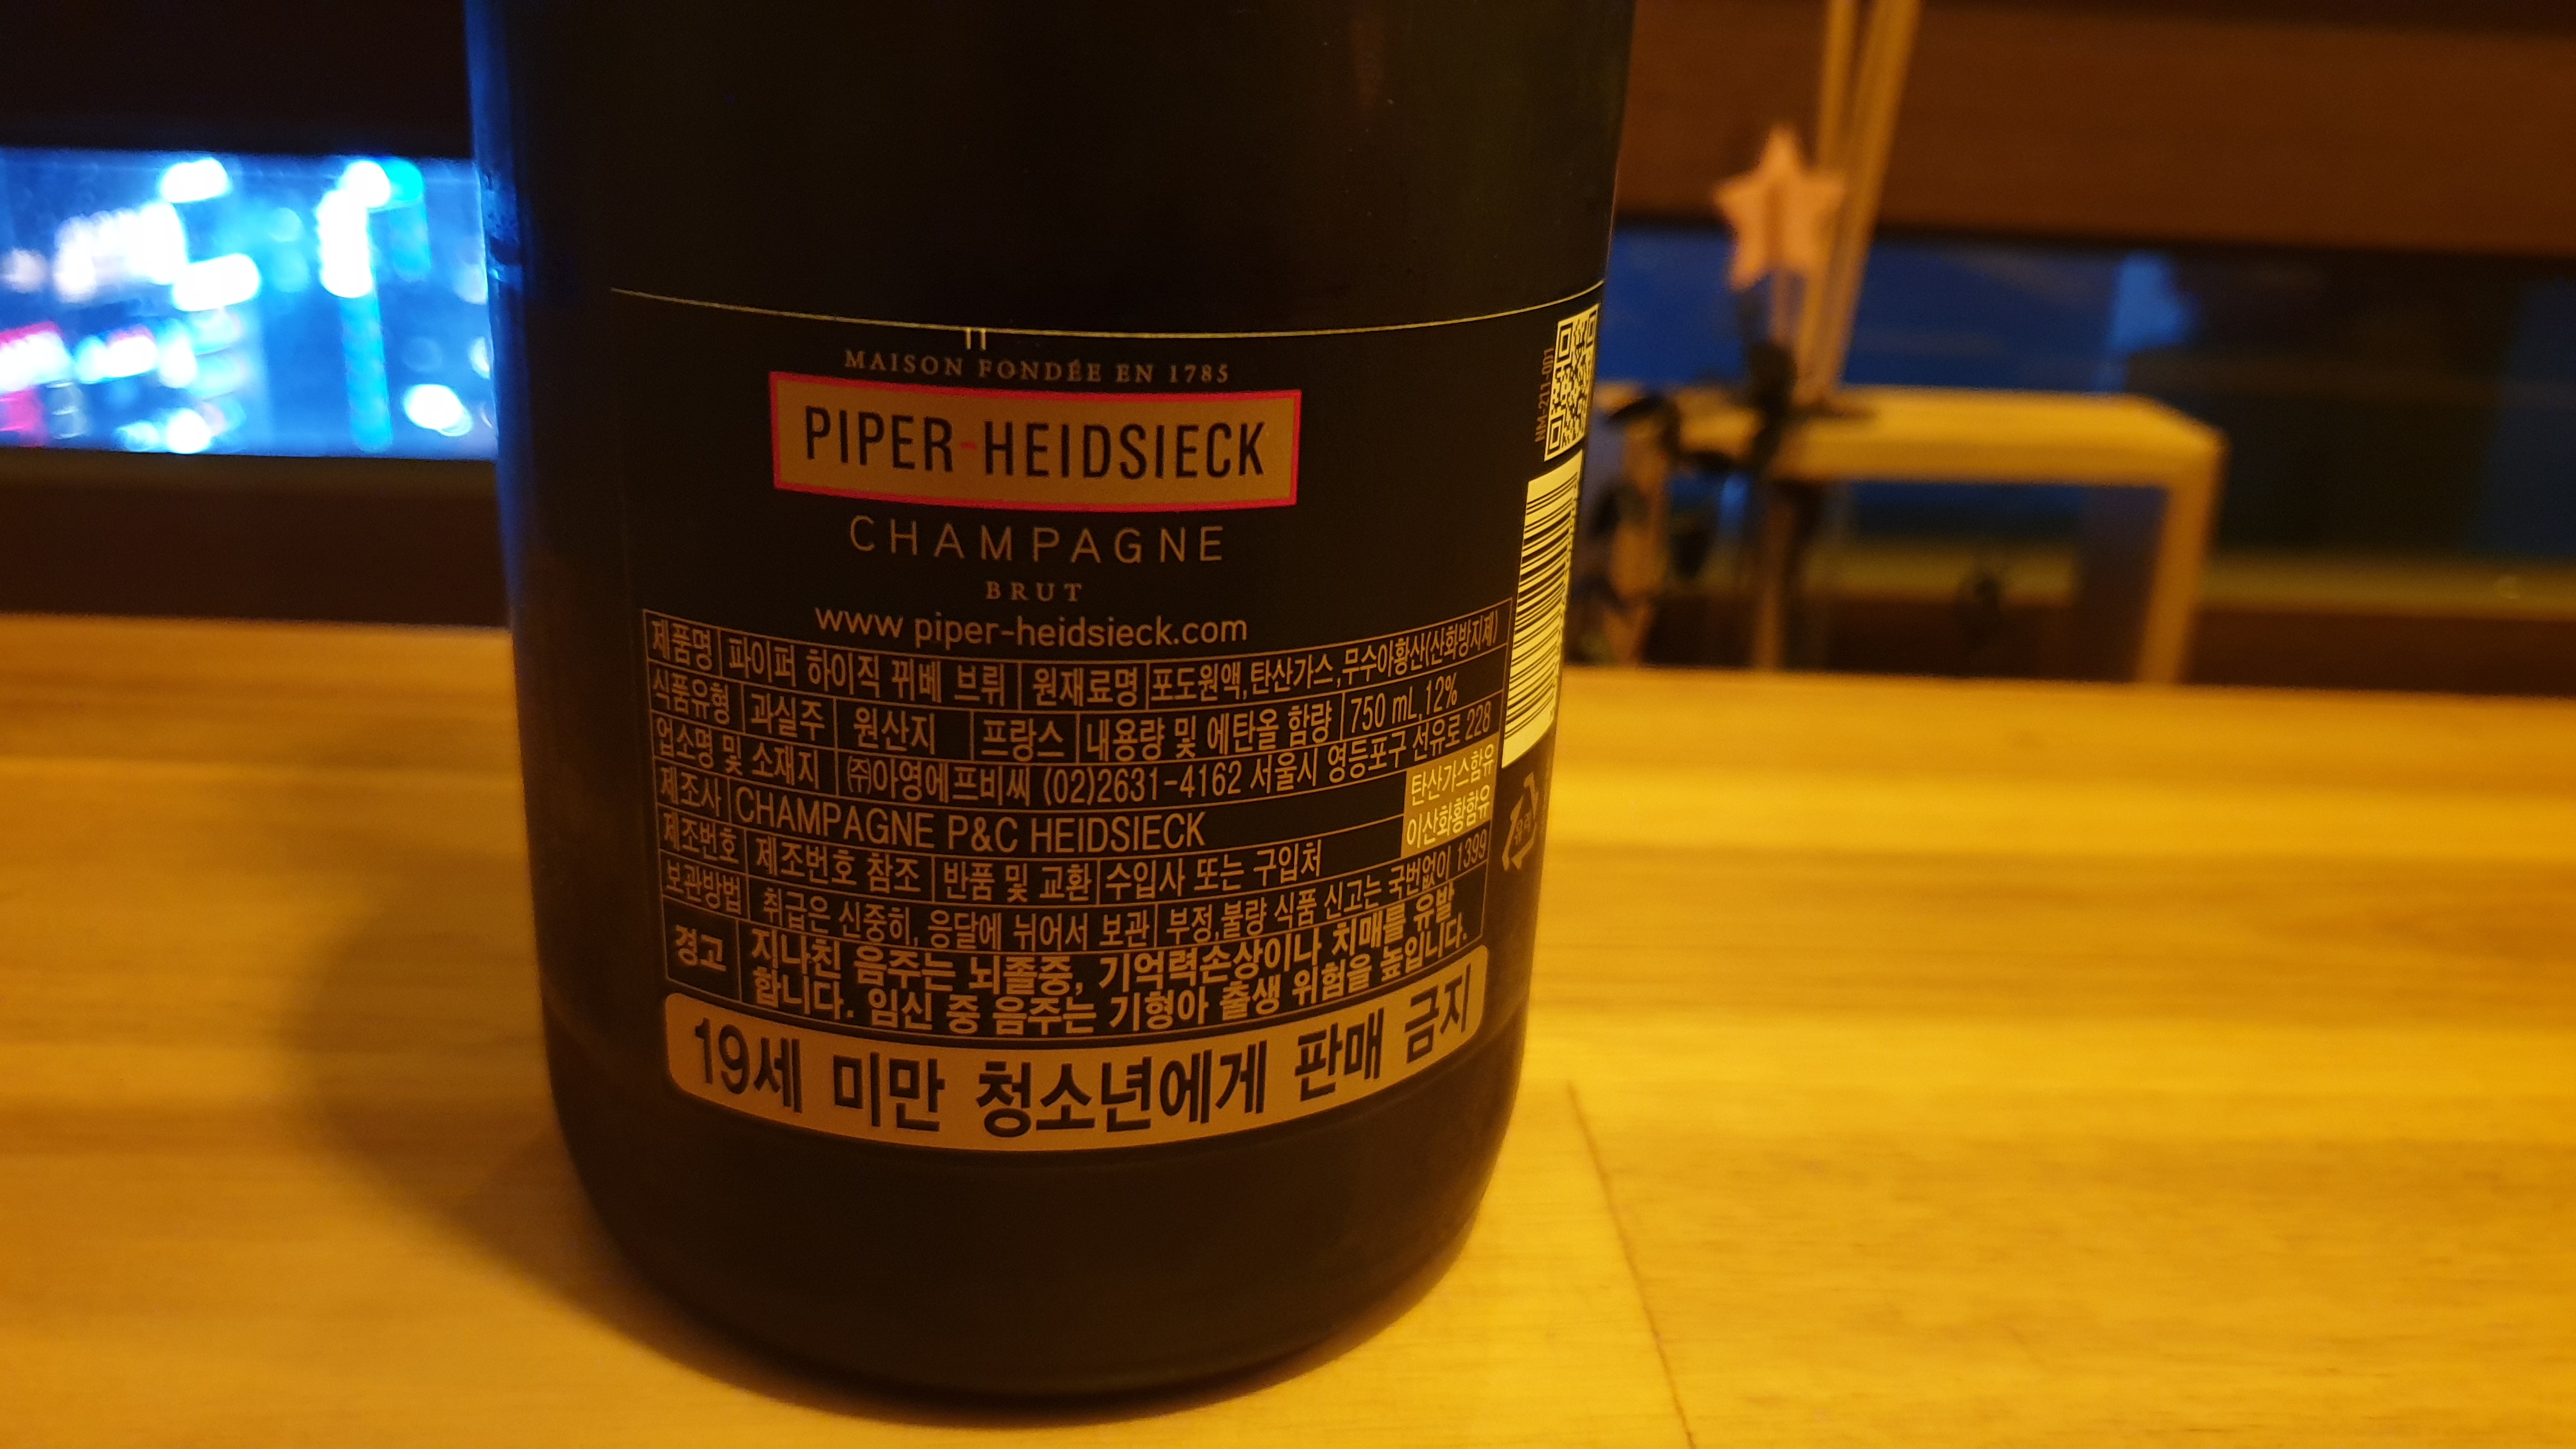 MAISON FONDÉE EN 1785
PIPER-HEIDSIECK
CHAMPAGNE
BRUT
www piper-heidsieck.com
제품명 파이퍼 하이직 뀌베 브뤼 원재료명 포도원액,탄산가스,무수아황산(산화방지제)
식품유형 과실주 원산지 프랑스 내용량 및 에탄올 함량 750 mL,12%
업소명 및 소재지 ㈜아영에프비씨 (02)2631-4162 서울시 영등포구 선유로 228
제조사 CHAMPAGNE P&C HEIDSIECK
탄산가스함유
이산화황함유
제조번호 제조번호 참조 반품 및 교환 수입사 또는 구입처
보관방법 취급은 신중히, 응달에 뉘어서 보관 부정,불량 식품 신고는 국번없이 1399
경고 지나친 음주는 뇌졸중, 기억력손상이나 치매를 유발
합니다. 임신 중 음주는 기형아 출생 위험을 높입니다.
19세 미만 청소년에게 판매 금지
NM-211-001
유리